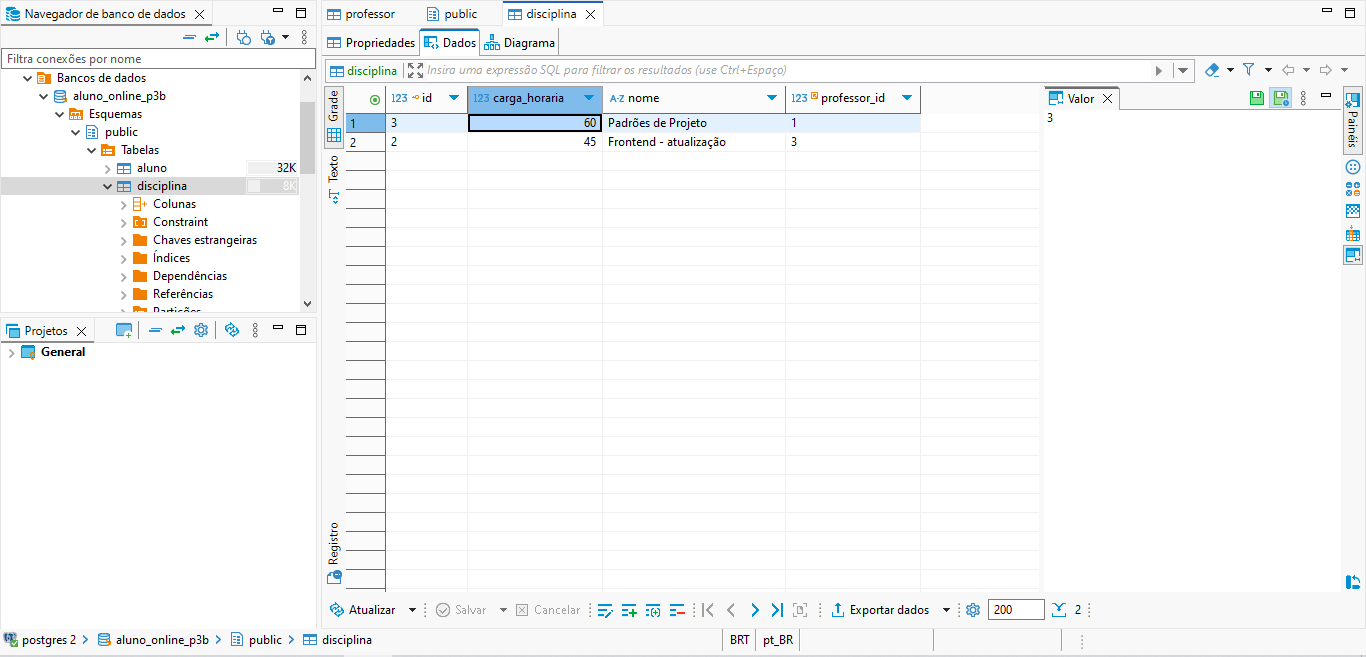 Navegador de banco de dados
Filtra conexões por nome
Bancos de dados
aluno_online_p3b
Esquemas
public
Tabelas
aluno 32K
disciplina 8K
Colunas
Constraint
Chaves estrangeiras
Índices
Dependências
Referências
Partições
Projetos
General
professor public disciplina
Propriedades Dados Diagrama
disciplina Insira uma expressão SQL para filtrar os resultados (use Ctrl+Espaço)
Grade
Texto
Registro
123 id 123 carga_horaria A-Z nome 123 professor_id
1 3 60 Padrões de Projeto 1
2 2 45 Frontend - atualização 3
Valor
3
Painéis
Atualizar Salvar Cancelar Exportar dados 200 2
postgres 2 aluno_online_p3b public disciplina BRT pt_BR